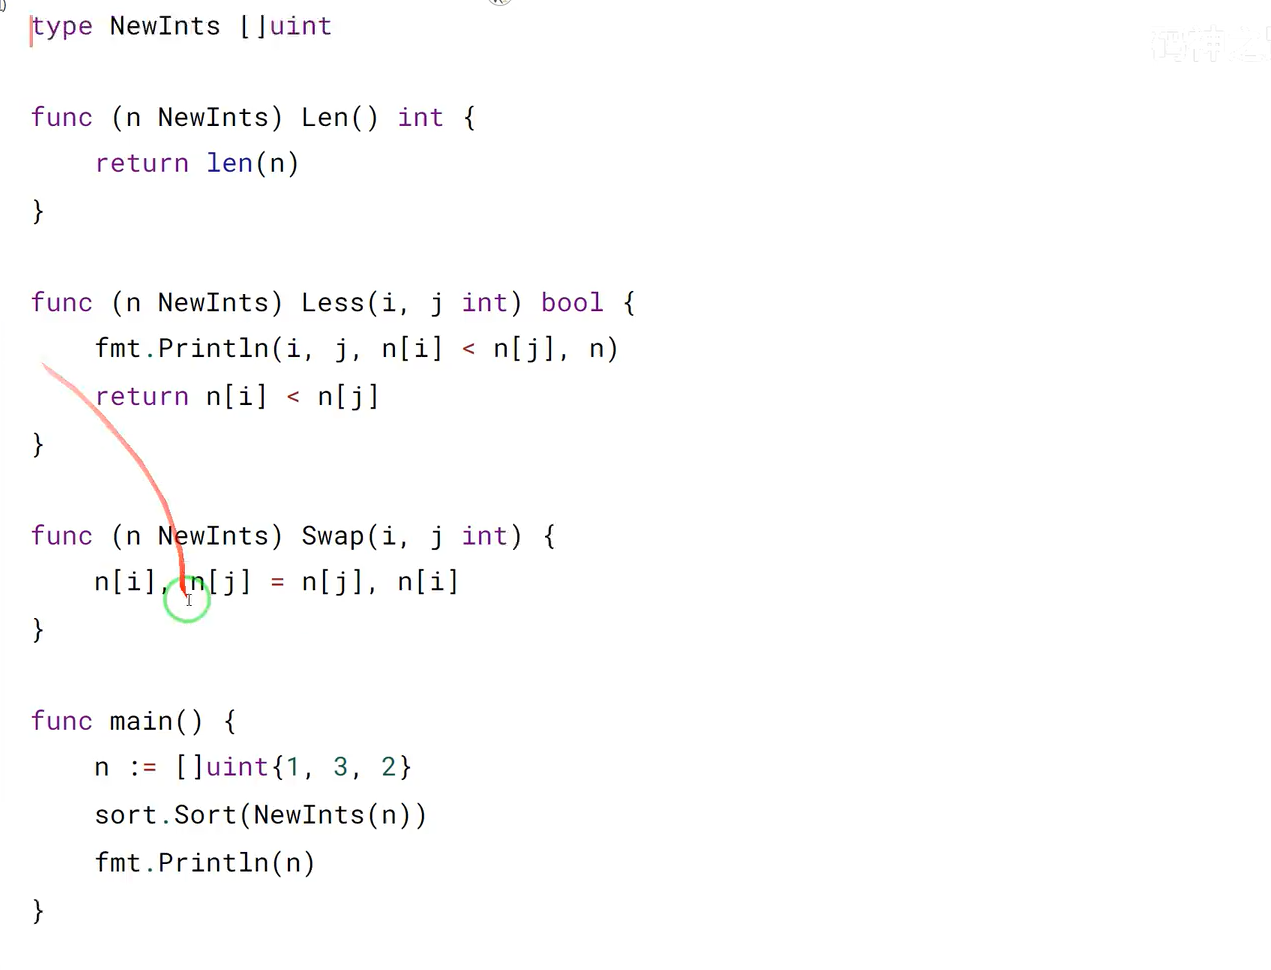 type NewInts []uint
func (n NewInts) Len() int {
return len(n)
}
func (n NewInts) Less(i, j int) bool {
fmt.Println(i, j, n[i] < n[j], n)
return n[i] < n[j]
}
func (n NewInts) Swap(i, j int) {
n[i], n[j] = n[j], n[i]
}
func main() {
n := []uint{1, 3, 2}
sort.Sort(NewInts(n))
fmt.Println(n)
}